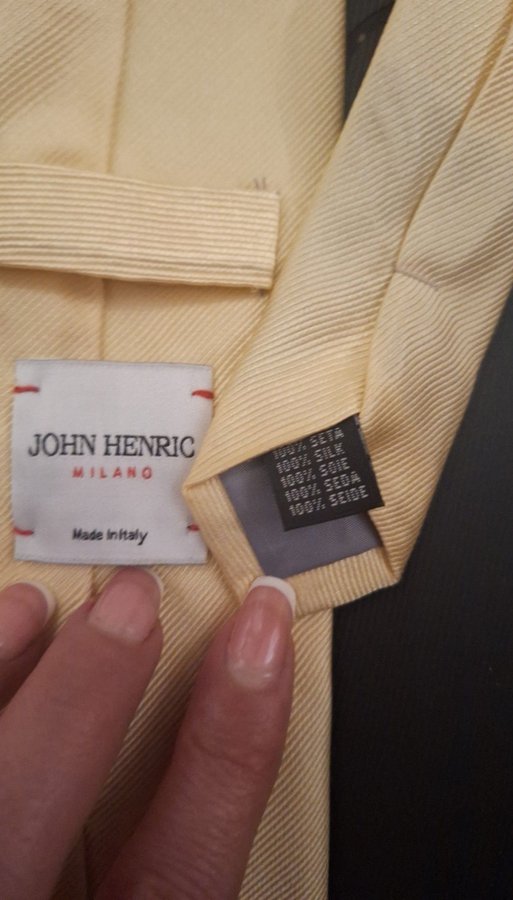 JOHN HENRIC
MILANO
Made in Italy
100% SETA
100% SILK
100% SOIE
100% SEDA
100% SEIDE